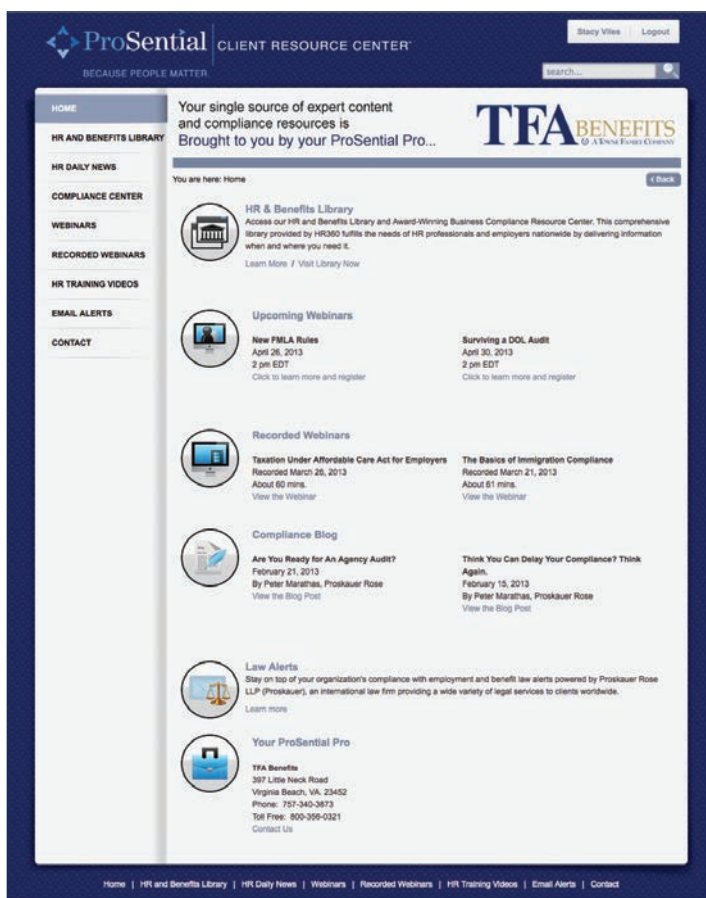 ProSential CLIENT RESOURCE CENTER
BECAUSE PEOPLE MATTER
Stacy Viles | Logout
search...
HOME
HR AND BENEFITS LIBRARY
HR DAILY NEWS
COMPLIANCE CENTER
WEBINARS
RECORDED WEBINARS
HR TRAINING VIDEOS
EMAIL ALERTS
CONTACT
Your single source of expert content
and compliance resources is
Brought to you by your ProSential Pro...
TFA BENEFITS
A TOWNE FAMILY COMPANY
You are here: Home
Back
HR & Benefits Library
Access our HR and Benefits Library and Award-Winning Business Compliance Resource Center. This comprehensive
library provided by HR360 fulfills the needs of HR professionals and employers nationwide by delivering information
when and where you need it.
Learn More / Visit Library Now
Upcoming Webinars
New FMLA Rules
April 26, 2013
2 pm EDT
Click to learn more and register
Surviving a DOL Audit
April 30, 2013
2 pm EDT
Click to learn more and register
Recorded Webinars
Taxation Under Affordable Care Act for Employers
Recorded March 26, 2013
About 60 mins.
View the Webinar
The Basics of Immigration Compliance
Recorded March 21, 2013
About 61 mins.
View the Webinar
Compliance Blog
Are You Ready for An Agency Audit?
February 21, 2013
By Peter Marathas, Proskauer Rose
View the Blog Post
Think You Can Delay Your Compliance? Think
Again.
February 15, 2013
By Peter Marathas, Proskauer Rose
View the Blog Post
Law Alerts
Stay on top of your organization's compliance with employment and benefit law alerts powered by Proskauer Rose
LLP (Proskauer), an international law firm providing a wide variety of legal services to clients worldwide.
Learn more
Your ProSential Pro
TFA Benefits
397 Little Neck Road
Virginia Beach, VA. 23452
Phone: 757-340-3873
Toll Free: 800-356-0321
Contact Us
Home | HR and Benefits Library | HR Daily News | Webinars | Recorded Webinars | HR Training Videos | Email Alerts | Contact